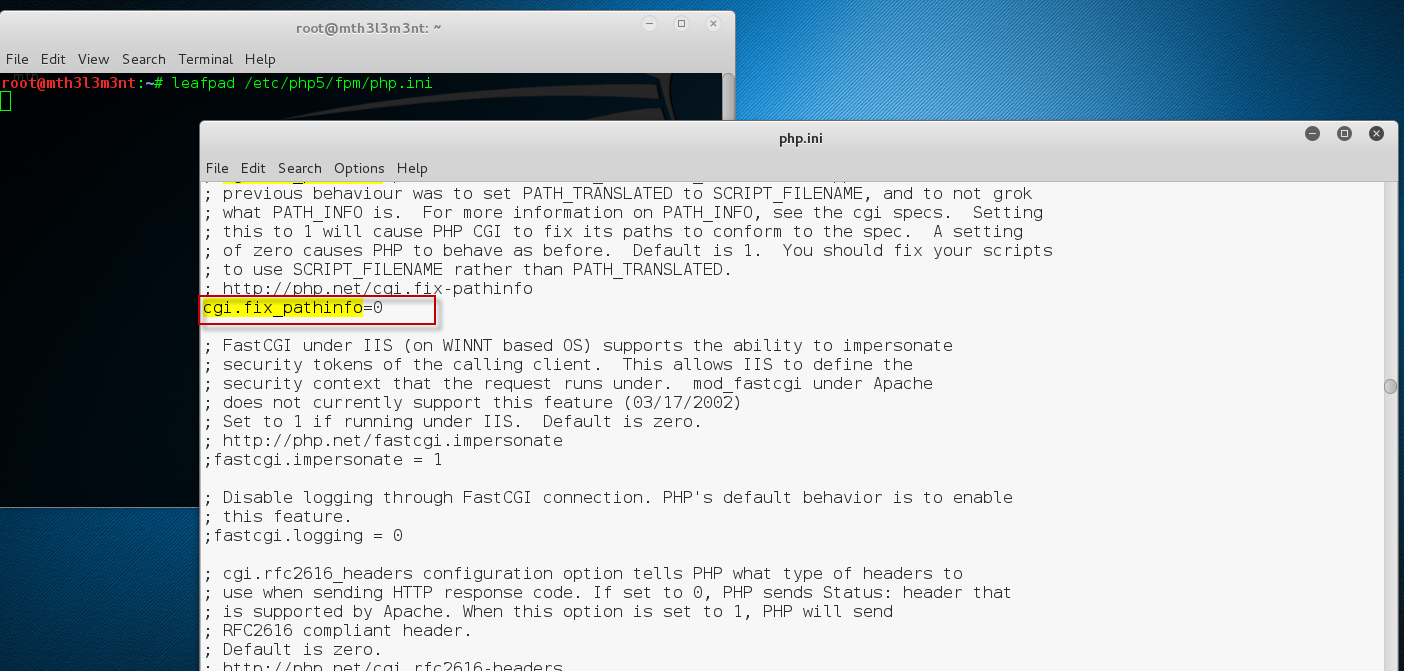 root@mth3l3m3nt: ~
File Edit View Search Terminal Help
root@mth3l3m3nt:~# leafpad /etc/php5/fpm/php.ini
php.ini
File Edit Search Options Help
; previous behaviour was to set PATH_TRANSLATED to SCRIPT_FILENAME, and to not grok
; what PATH_INFO is.  For more information on PATH_INFO, see the cgi specs.  Setting
; this to 1 will cause PHP CGI to fix its paths to conform to the spec.  A setting
; of zero causes PHP to behave as before.  Default is 1.  You should fix your scripts
; to use SCRIPT_FILENAME rather than PATH_TRANSLATED.
; http://php.net/cgi.fix-pathinfo
cgi.fix_pathinfo=0
; FastCGI under IIS (on WINNT based OS) supports the ability to impersonate
; security tokens of the calling client.  This allows IIS to define the
; security context that the request runs under.  mod_fastcgi under Apache
; does not currently support this feature (03/17/2002)
; Set to 1 if running under IIS.  Default is zero.
; http://php.net/fastcgi.impersonate
;fastcgi.impersonate = 1
; Disable logging through FastCGI connection. PHP's default behavior is to enable
; this feature.
;fastcgi.logging = 0
; cgi.rfc2616_headers configuration option tells PHP what type of headers to
; use when sending HTTP response code. If set to 0, PHP sends Status: header that
; is supported by Apache. When this option is set to 1, PHP will send
; RFC2616 compliant header.
; Default is zero.
; http://php.net/cgi.rfc2616-headers